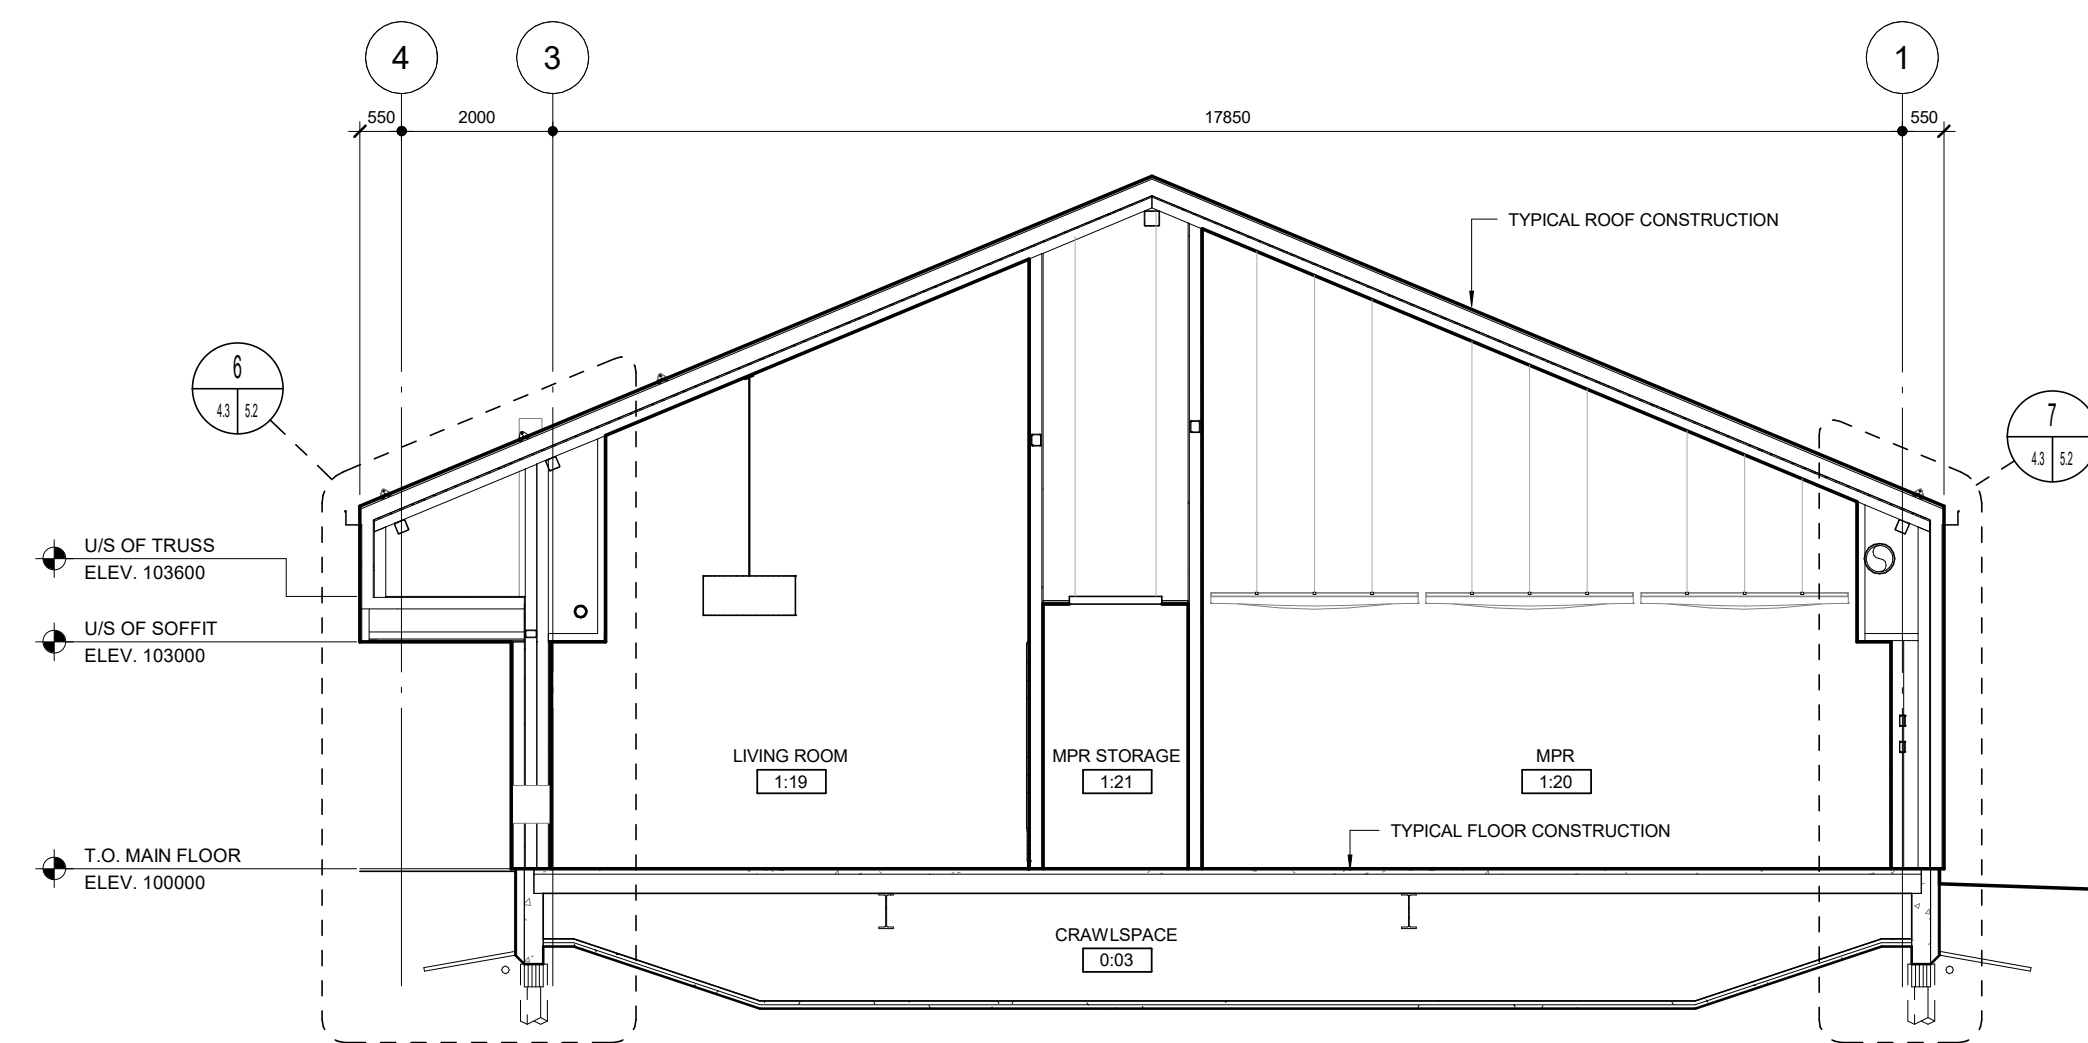 4 3 1
550 2000 17850 550
TYPICAL ROOF CONSTRUCTION
6
4.3 5.2
7
4.3 5.2
U/S OF TRUSS
ELEV. 103600
U/S OF SOFFIT
ELEV. 103000
LIVING ROOM
1:19
MPR STORAGE
1:21
MPR
1:20
TYPICAL FLOOR CONSTRUCTION
T.O. MAIN FLOOR
ELEV. 100000
CRAWLSPACE
0:03